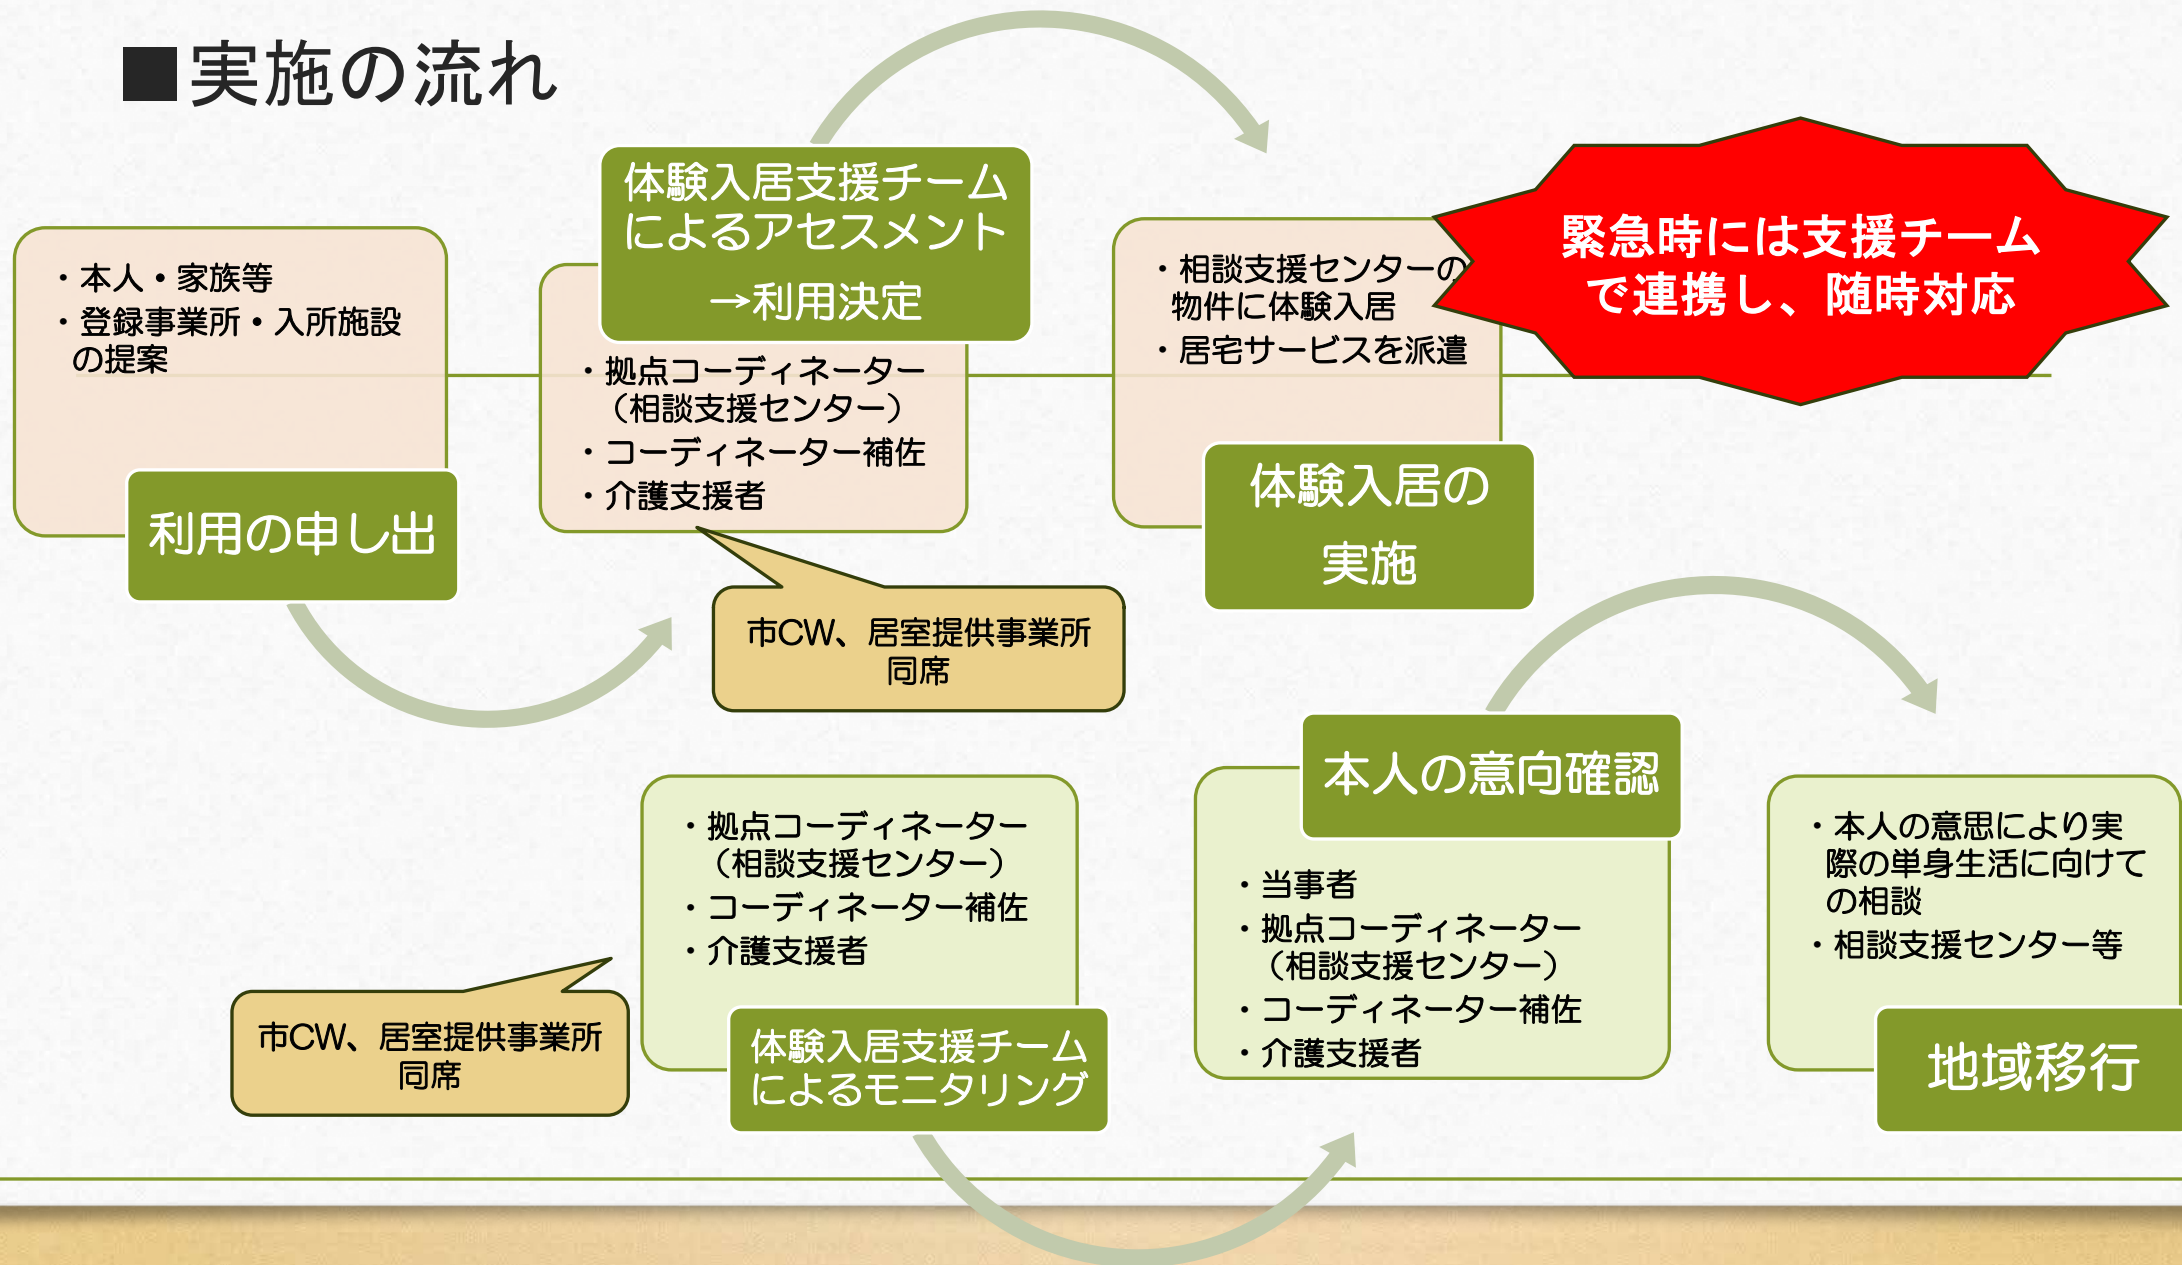 ■実施の流れ
・本人・家族等
・登録事業所・入所施設
の提案
利用の申し出
体験入居支援チーム
によるアセスメント
→利用決定
・拠点コーディネーター
（相談支援センター）
・コーディネーター補佐
・介護支援者
市CW、居室提供事業所
同席
・相談支援センターの
物件に体験入居
・居宅サービスを派遣
体験入居の
実施
緊急時には支援チーム
で連携し、随時対応
・拠点コーディネーター
（相談支援センター）
・コーディネーター補佐
・介護支援者
体験入居支援チーム
によるモニタリング
市CW、居室提供事業所
同席
本人の意向確認
・当事者
・拠点コーディネーター
（相談支援センター）
・コーディネーター補佐
・介護支援者
・本人の意思により実
際の単身生活に向けて
の相談
・相談支援センター等
地域移行